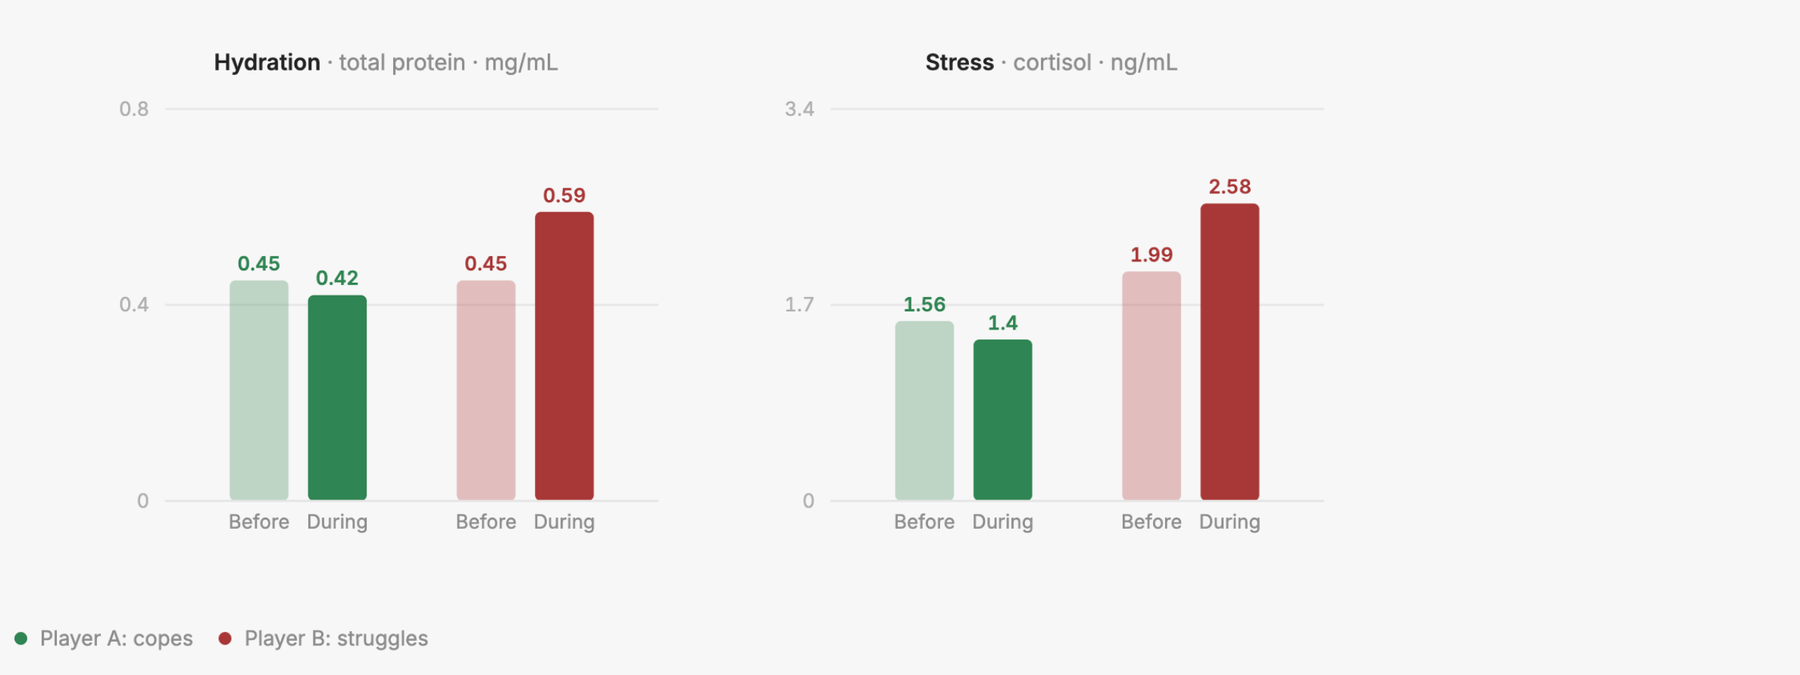 Hydration · total protein · mg/mL
0.8
0.4
0
0.45
0.42
0.45
0.59
Before During Before During
Stress · cortisol · ng/mL
3.4
1.7
0
1.56
1.4
1.99
2.58
Before During Before During
Player A: copes Player B: struggles